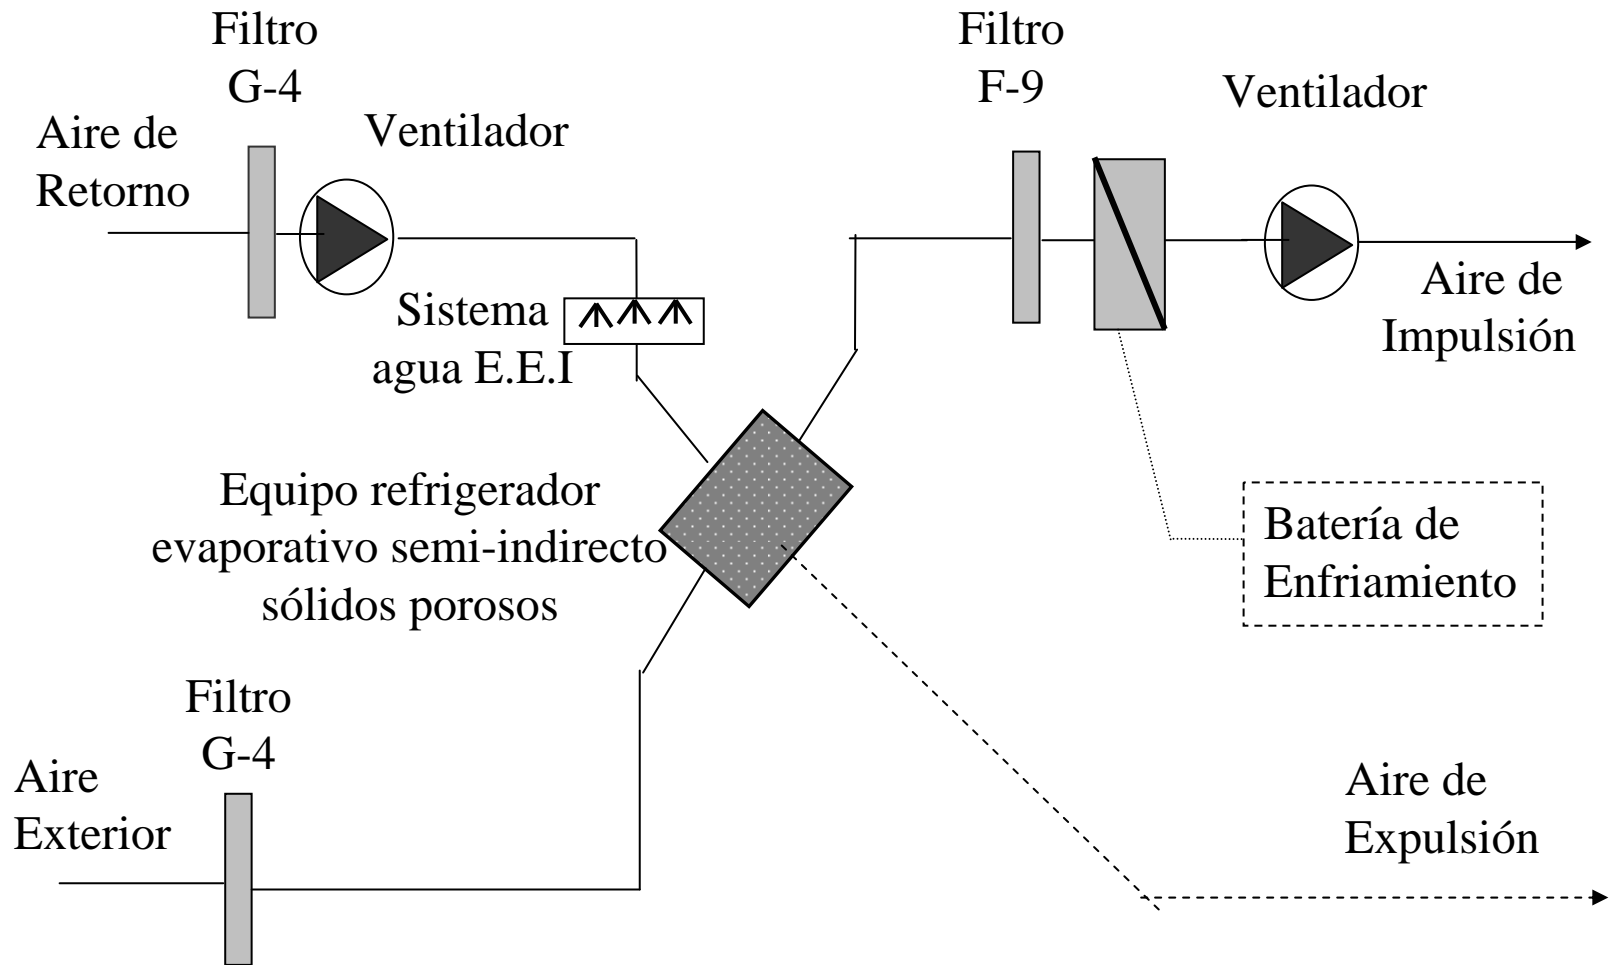 Filtro
G-4
Filtro
F-9
Ventilador
Aire de
Retorno
Ventilador
Aire de
Impulsión
Sistema
agua E.E.I
Equipo refrigerador
evaporativo semi-indirecto
sólidos porosos
Batería de
Enfriamiento
Filtro
G-4
Aire
Exterior
Aire de
Expulsión